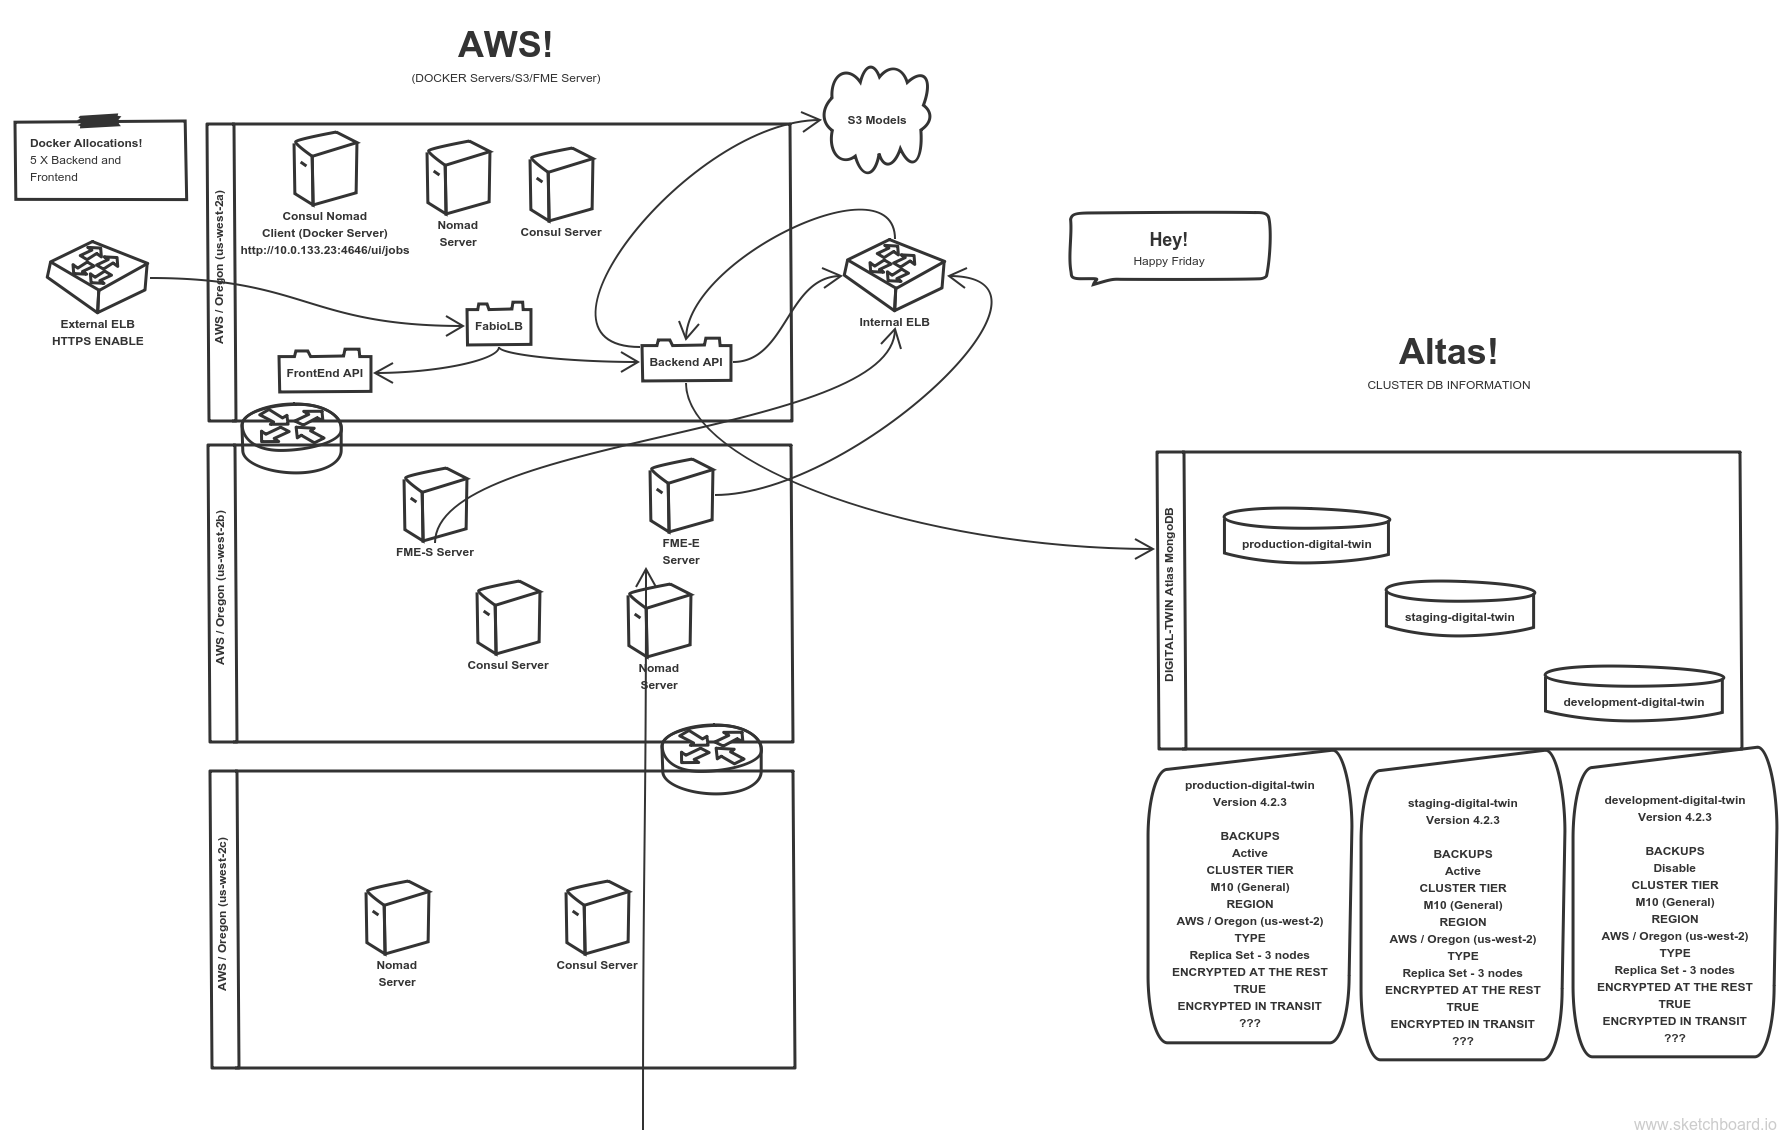 AWS!
(DOCKER Servers/S3/FME Server)
Docker Allocations!
5 X Backend and
Frontend
External ELB
HTTPS ENABLE
AWS / Oregon (us-west-2a)
Consul Nomad
Client (Docker Server)
http://10.0.133.23:4646/ui/jobs
Nomad
Server
Consul Server
FabioLB
FrontEnd API
Backend API
S3 Models
Internal ELB
Hey!
Happy Friday
AWS / Oregon (us-west-2b)
FME-S Server
FME-E
Server
Consul Server
Nomad
Server
AWS / Oregon (us-west-2c)
Nomad
Server
Consul Server
Altas!
CLUSTER DB INFORMATION
DIGITAL-TWIN Atlas MongoDB
production-digital-twin
staging-digital-twin
development-digital-twin
production-digital-twin
Version 4.2.3
BACKUPS
Active
CLUSTER TIER
M10 (General)
REGION
AWS / Oregon (us-west-2)
TYPE
Replica Set - 3 nodes
ENCRYPTED AT THE REST
TRUE
ENCRYPTED IN TRANSIT
???
staging-digital-twin
Version 4.2.3
BACKUPS
Active
CLUSTER TIER
M10 (General)
REGION
AWS / Oregon (us-west-2)
TYPE
Replica Set - 3 nodes
ENCRYPTED AT THE REST
TRUE
ENCRYPTED IN TRANSIT
???
development-digital-twin
Version 4.2.3
BACKUPS
Disable
CLUSTER TIER
M10 (General)
REGION
AWS / Oregon (us-west-2)
TYPE
Replica Set - 3 nodes
ENCRYPTED AT THE REST
TRUE
ENCRYPTED IN TRANSIT
???
www.sketchboard.io